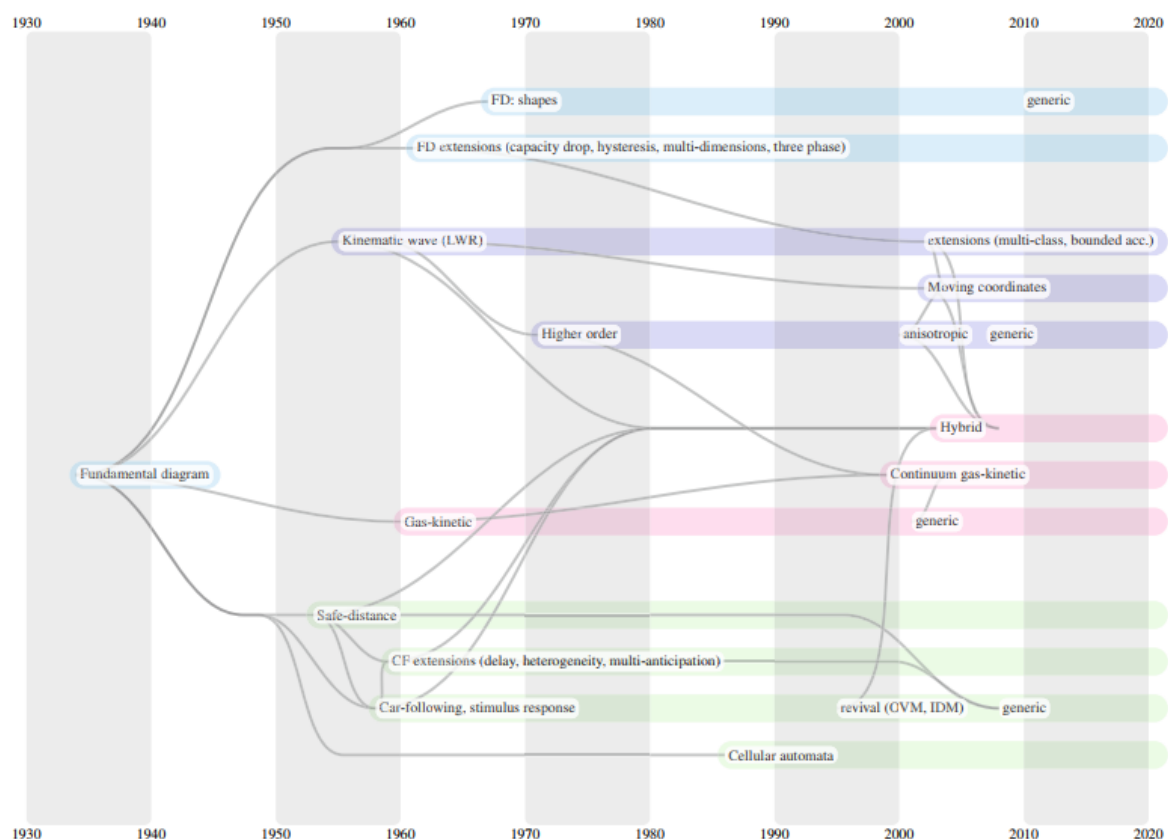 1930 1940 1950 1960 1970 1980 1990 2000 2010 2020
FD: shapes generic
FD extensions (capacity drop, hysteresis, multi-dimensions, three phase)
Kinematic wave (LWR) extensions (multi-class, bounded acc.)
Moving coordinates
Higher order anisotropic generic
Hybrid
Fundamental diagram Continuum gas-kinetic
Gas-kinetic generic
Safe-distance
CF extensions (delay, heterogeneity, multi-anticipation)
Car-following, stimulus response revival (OVM, IDM) generic
Cellular automata
1930 1940 1950 1960 1970 1980 1990 2000 2010 2020